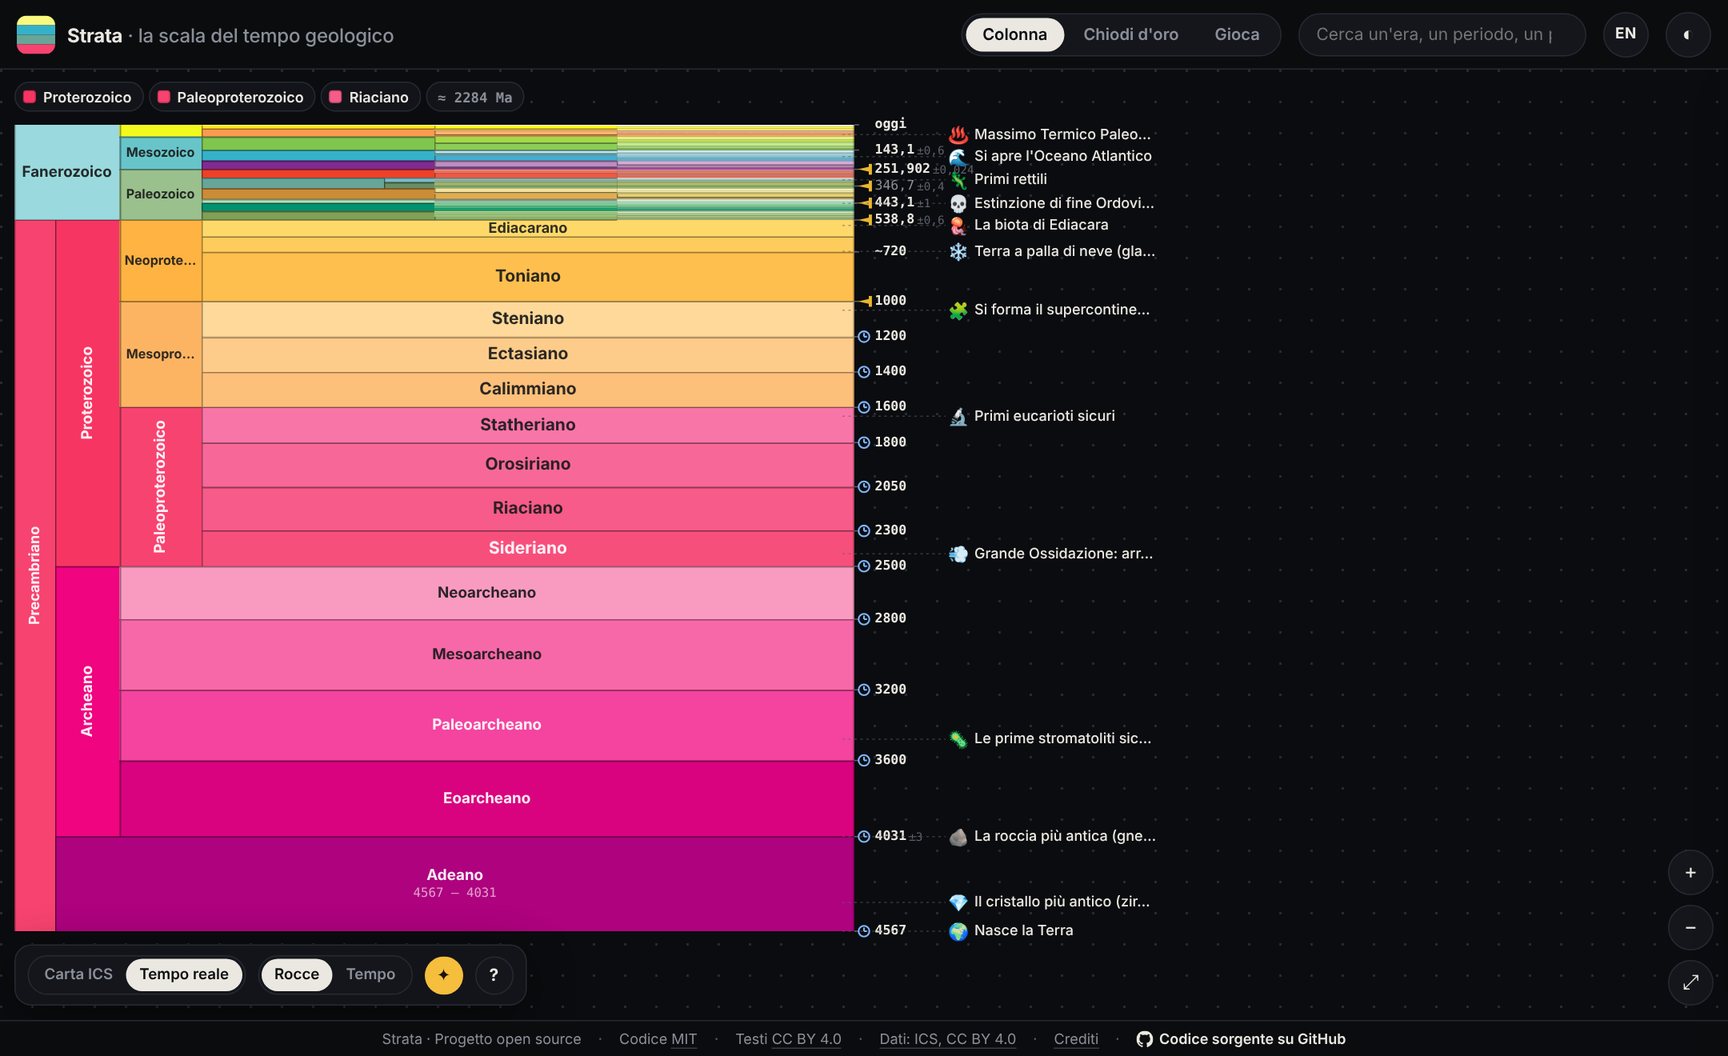 Strata · la scala del tempo geologico
Colonna
Chiodi d'oro
Gioca
Cerca un'era, un periodo, un
EN
Proterozoico
Paleoproterozoico
Riaciano
≈ 2284 Ma
Fanerozoico
Mesozoico
Paleozoico
Precambriano
Proterozoico
Archeano
Neoprote...
Mesopro...
Paleoproterozoico
Ediacarano
Toniano
Steniano
Ectasiano
Calimmiano
Statheriano
Orosiriano
Riaciano
Sideriano
Neoarcheano
Mesoarcheano
Paleoarcheano
Eoarcheano
Adeano
4567 — 4031
oggi
143,1 ±0,6
251,902 ±0,024
346,7 ±0,4
443,1 ±1
538,8 ±0,6
~720
1000
1200
1400
1600
1800
2050
2300
2500
2800
3200
3600
4031 ±3
4567
Massimo Termico Paleo...
Si apre l'Oceano Atlantico
Primi rettili
Estinzione di fine Ordovi...
La biota di Ediacara
Terra a palla di neve (gla...
Si forma il supercontine...
Primi eucarioti sicuri
Grande Ossidazione: arr...
Le prime stromatoliti sic...
La roccia più antica (gne...
Il cristallo più antico (zir...
Nasce la Terra
+
−
Carta ICS
Tempo reale
Rocce
Tempo
?
Strata · Progetto open source · Codice MIT · Testi CC BY 4.0 · Dati: ICS, CC BY 4.0 · Crediti · Codice sorgente su GitHub